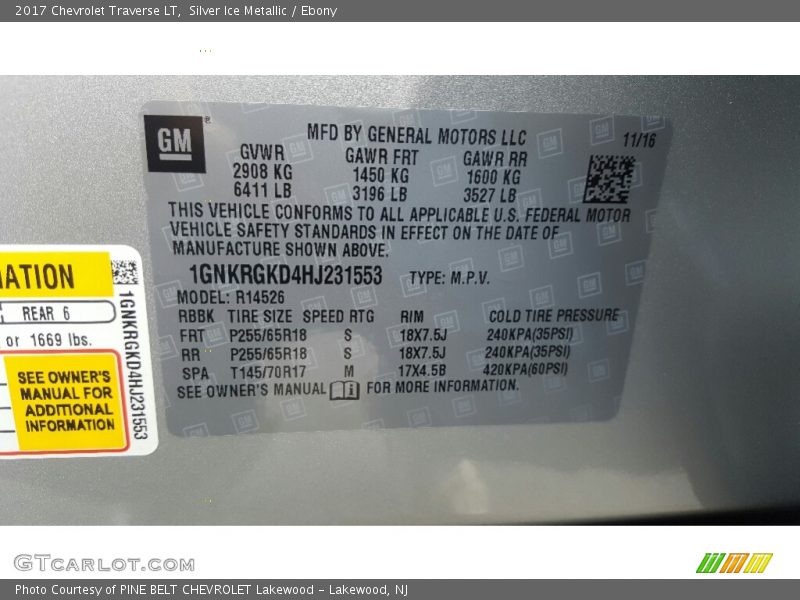 2017 Chevrolet Traverse LT, Silver Ice Metallic / Ebony
GM
MFD BY GENERAL MOTORS LLC
11/16
GVWR GAWR FRT GAWR RR
2908 KG 1450 KG 1600 KG
6411 LB 3196 LB 3527 LB
THIS VEHICLE CONFORMS TO ALL APPLICABLE U.S. FEDERAL MOTOR
VEHICLE SAFETY STANDARDS IN EFFECT ON THE DATE OF
MANUFACTURE SHOWN ABOVE.
1GNKRGKD4HJ231553 TYPE: M.P.V.
MODEL: R14526
RBBK TIRE SIZE SPEED RTG RIM COLD TIRE PRESSURE
FRT P255/65R18 S 18X7.5J 240KPA(35PSI)
RR P255/65R18 S 18X7.5J 240KPA(35PSI)
SPA T145/70R17 M 17X4.5B 420KPA(60PSI)
SEE OWNER'S MANUAL FOR MORE INFORMATION.
MATION
REAR 6
or 1669 lbs.
SEE OWNER'S
MANUAL FOR
ADDITIONAL
INFORMATION
1GNKRGKD4HJ231553
GTCarLot.com
Photo Courtesy of PINE BELT CHEVROLET Lakewood - Lakewood, NJ